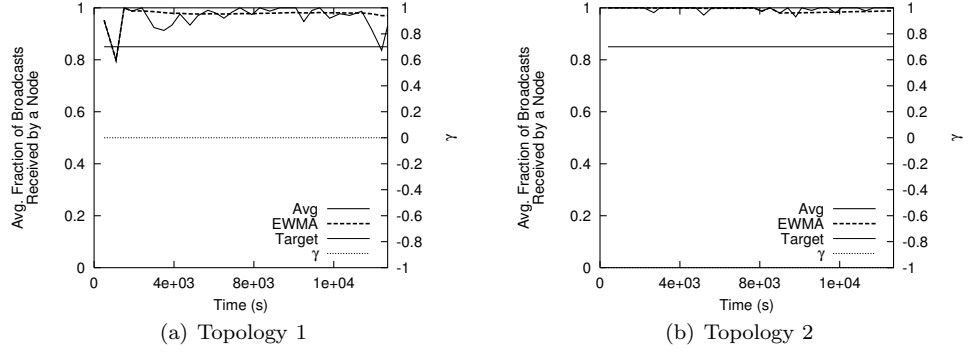 Avg. Fraction of Broadcasts
Received by a Node
1
0.8
0.6
0.4
0.2
0
0
4e+03
8e+03
1e+04
Time (s)
1
0.8
0.6
0.4
0.2
0
-0.2
-0.4
-0.6
-0.8
-1
γ
Avg
EWMA
Target
γ
(a) Topology 1
Avg. Fraction of Broadcasts
Received by a Node
1
0.8
0.6
0.4
0.2
0
0
4e+03
8e+03
1e+04
Time (s)
1
0.8
0.6
0.4
0.2
0
-0.2
-0.4
-0.6
-0.8
-1
γ
Avg
EWMA
Target
γ
(b) Topology 2